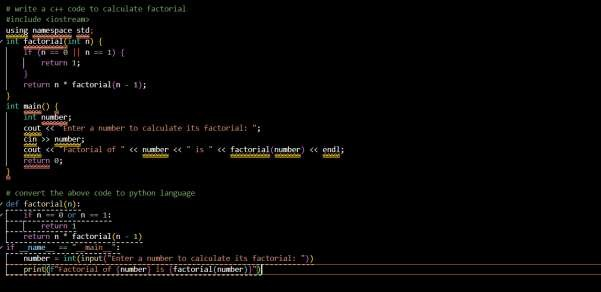 # write a c++ code to calculate factorial
#include <iostream>
using namespace std;
int factorial(int n) {
    if (n == 0 || n == 1) {
        return 1;
    }
    return n * factorial(n - 1);
}
int main() {
    int number;
    cout << "Enter a number to calculate its factorial: ";
    cin >> number;
    cout << "Factorial of " << number << " is " << factorial(number) << endl;
    return 0;
}
# convert the above code to python language
def factorial(n):
    if n == 0 or n == 1:
        return 1
    return n * factorial(n - 1)
if __name__ == "__main__":
    number = int(input("Enter a number to calculate its factorial: "))
    print(f"Factorial of {number} is {factorial(number)}")